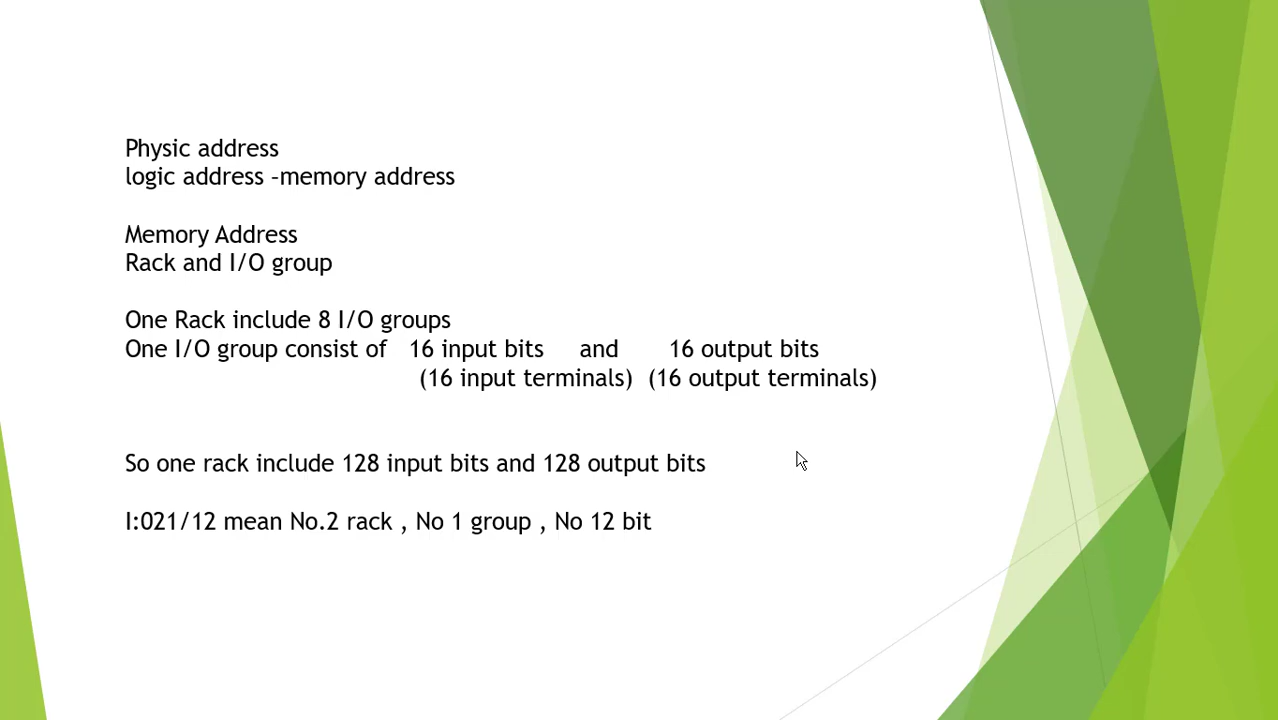 Physic address
logic address –memory address
Memory Address
Rack and I/O group
One Rack include 8 I/O groups
One I/O group consist of 16 input bits and 16 output bits
(16 input terminals) (16 output terminals)
So one rack include 128 input bits and 128 output bits
I:021/12 mean No.2 rack , No 1 group , No 12 bit